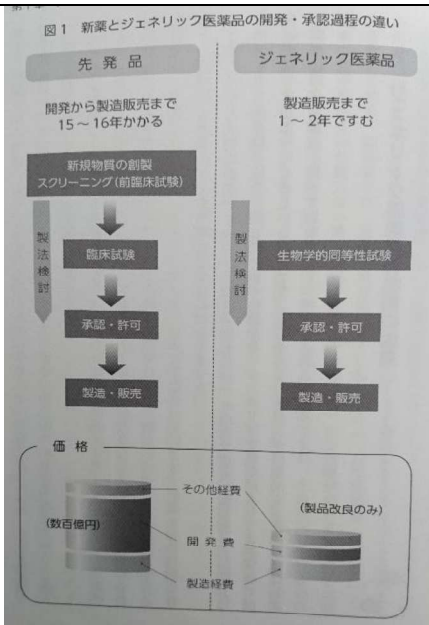 図1 新薬とジェネリック医薬品の開発・承認過程の違い
先発品
開発から製造販売まで
15～16年かかる
新規物質の創製
スクリーニング(前臨床試験)
製法検討
臨床試験
承認・許可
製造・販売
ジェネリック医薬品
製造販売まで
1～2年ですむ
製法検討
生物学的同等性試験
承認・許可
製造・販売
価格
その他経費
(数百億円)
(製品改良のみ)
開発費
製造経費